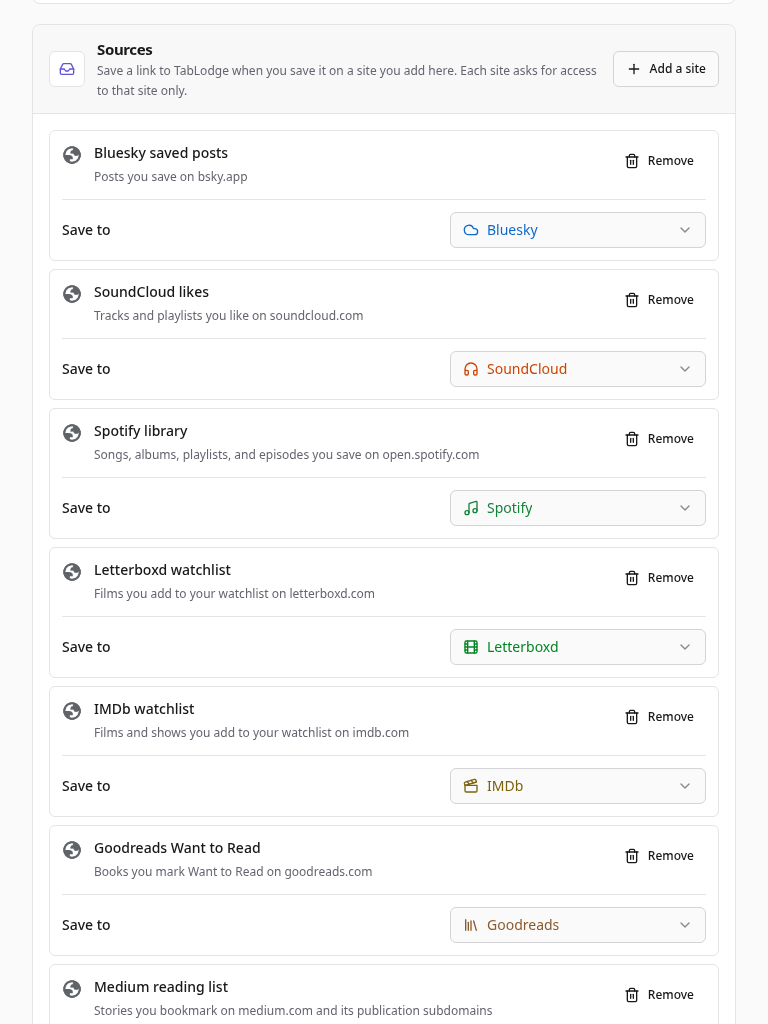 Sources
Save a link to TabLodge when you save it on a site you add here. Each site asks for access
to that site only.
Add a site
Bluesky saved posts
Posts you save on bsky.app
Remove
Save to
Bluesky
SoundCloud likes
Tracks and playlists you like on soundcloud.com
Remove
Save to
SoundCloud
Spotify library
Songs, albums, playlists, and episodes you save on open.spotify.com
Remove
Save to
Spotify
Letterboxd watchlist
Films you add to your watchlist on letterboxd.com
Remove
Save to
Letterboxd
IMDb watchlist
Films and shows you add to your watchlist on imdb.com
Remove
Save to
IMDb
Goodreads Want to Read
Books you mark Want to Read on goodreads.com
Remove
Save to
Goodreads
Medium reading list
Stories you bookmark on medium.com and its publication subdomains
Remove